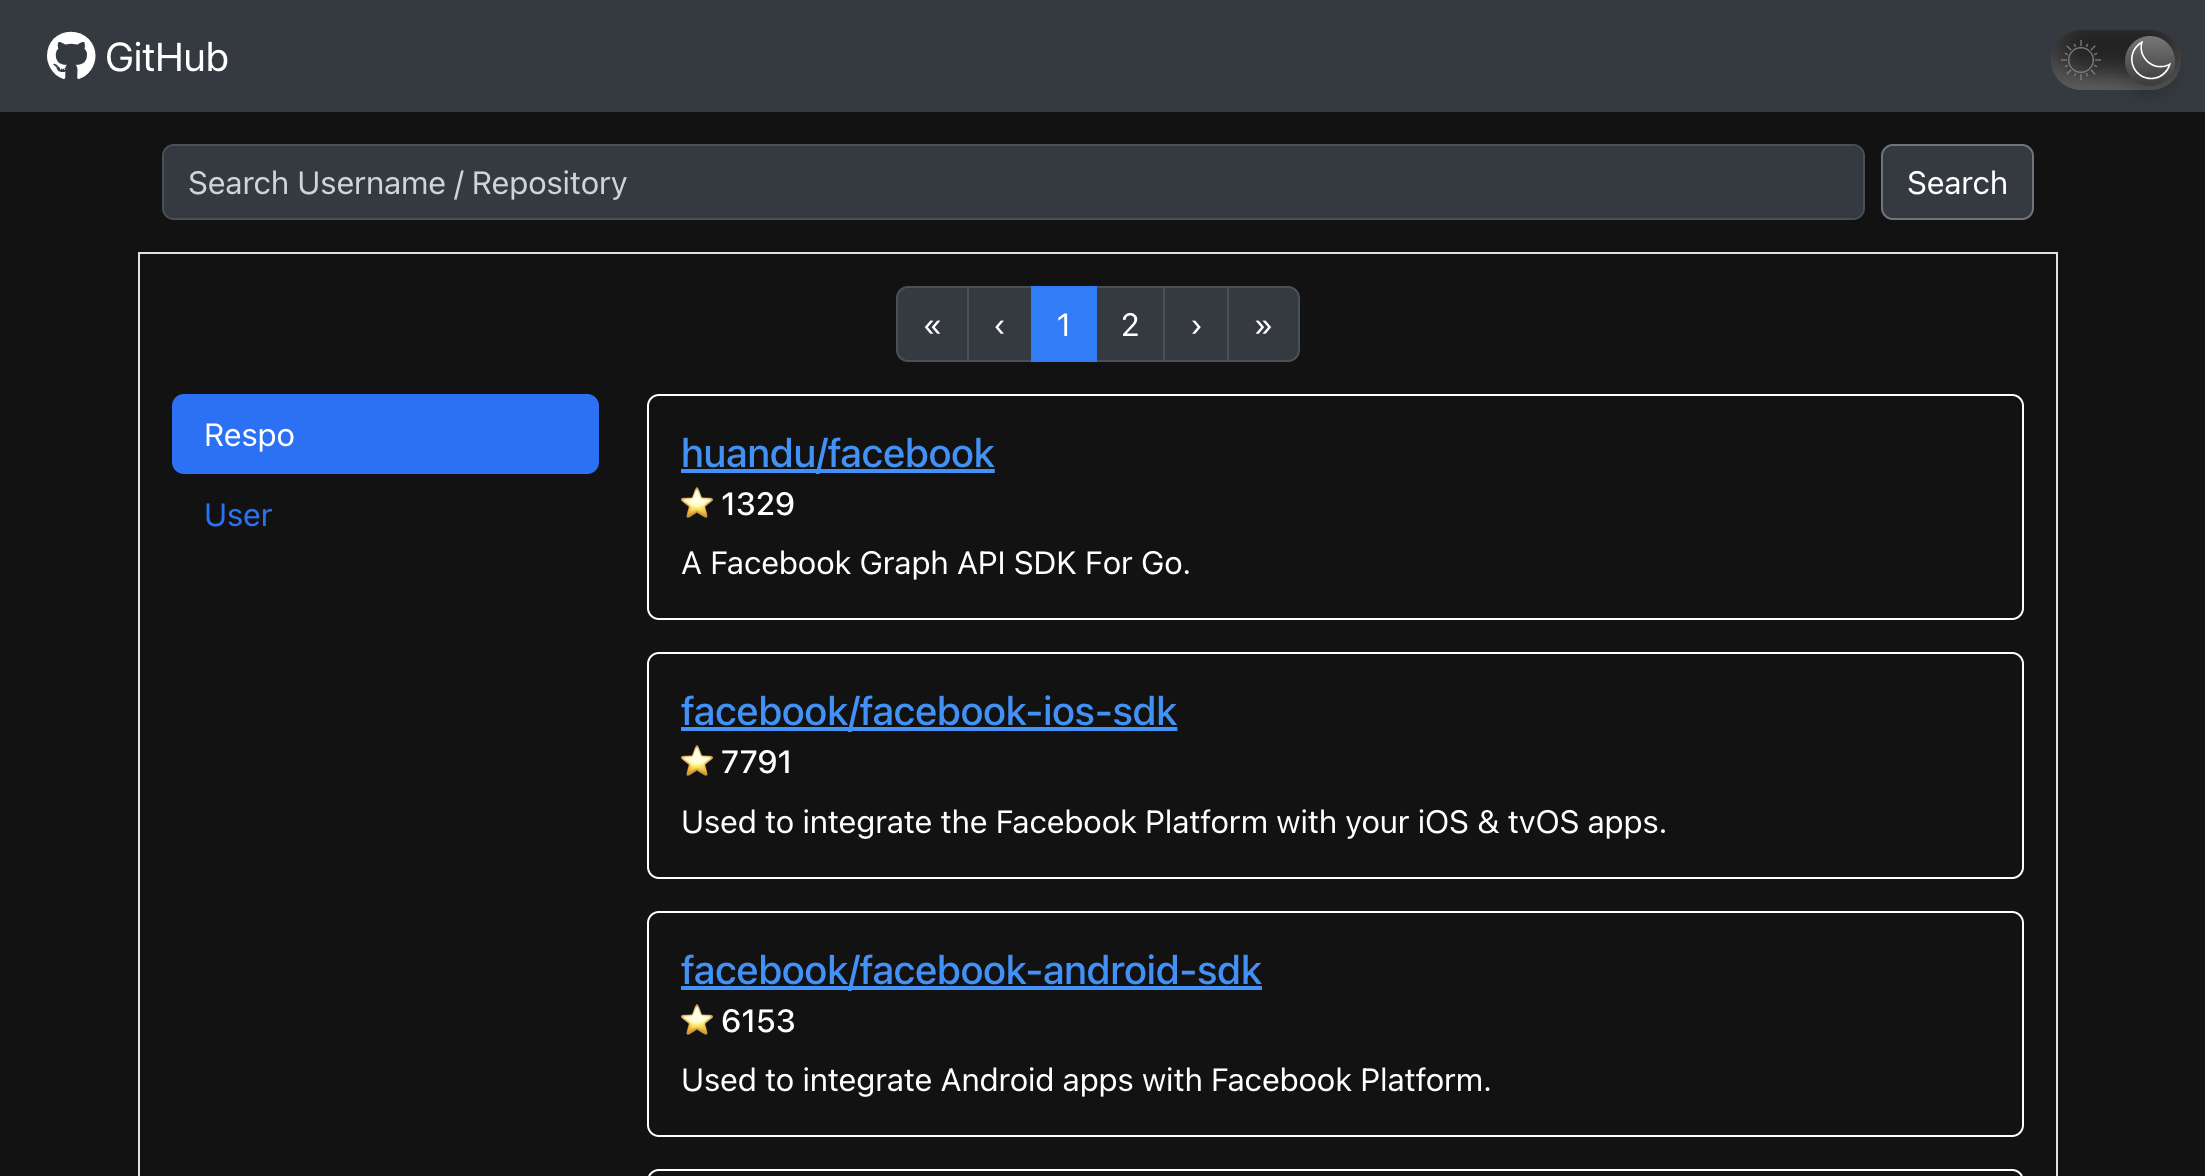 GitHub
Search Username / Repository
Search
« ‹ 1 2 › »
Respo
User
huandu/facebook
⭐ 1329
A Facebook Graph API SDK For Go.
facebook/facebook-ios-sdk
⭐ 7791
Used to integrate the Facebook Platform with your iOS & tvOS apps.
facebook/facebook-android-sdk
⭐ 6153
Used to integrate Android apps with Facebook Platform.